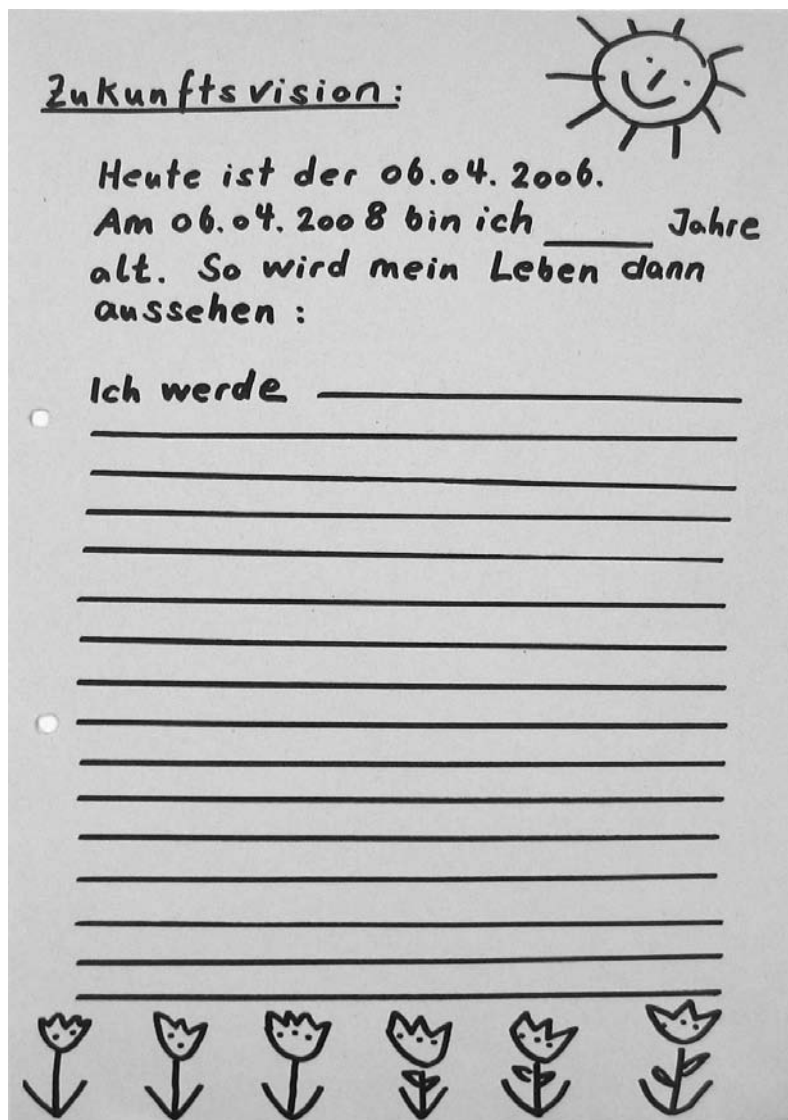 Zukunftsvision:
Heute ist der 06.04.2006.
Am 06.04.2008 bin ich ____ Jahre
alt. So wird mein Leben dann
aussehen:
Ich werde ____